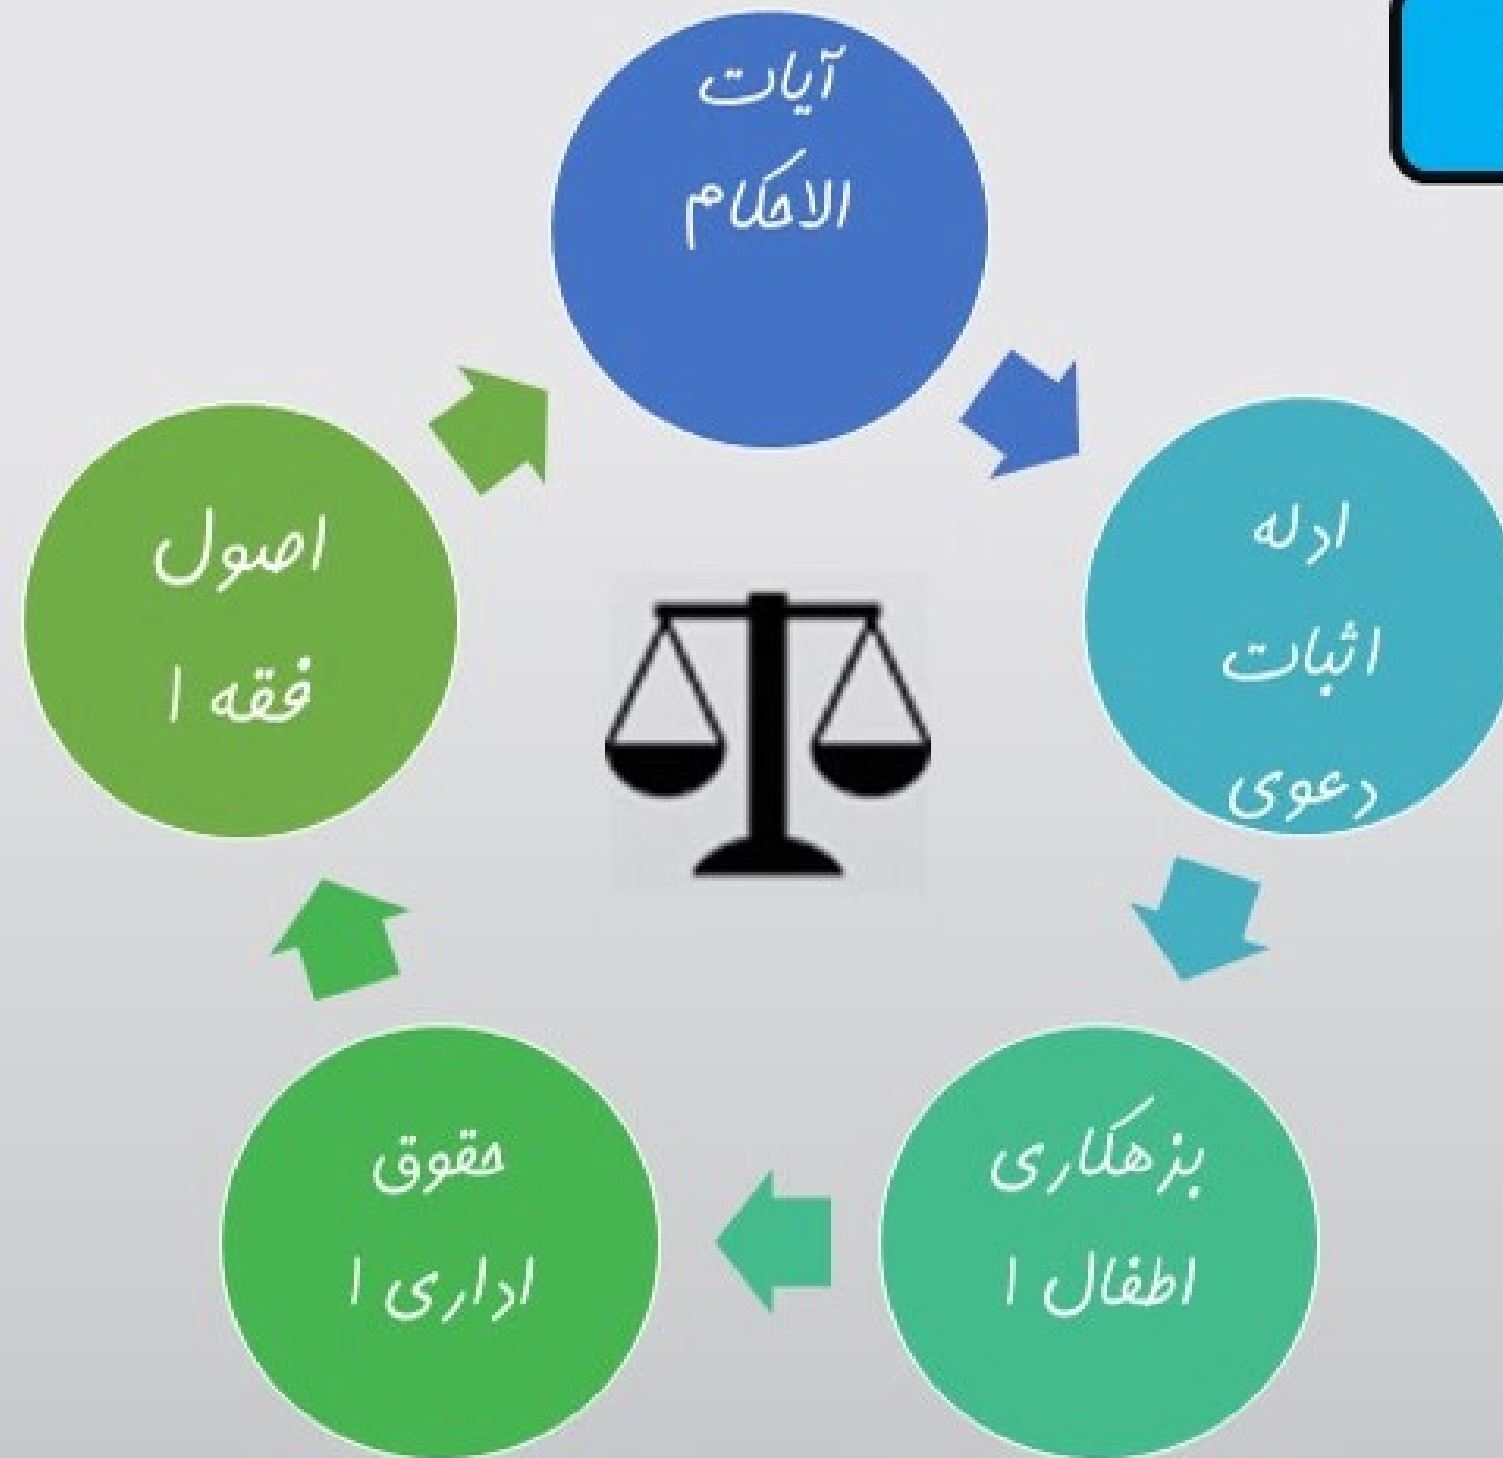 آیات
الاحکام
ادله
اثبات
دعوی
بزهکاری
اطفال ۱
حقوق
اداری ۱
اصول
فقه ۱